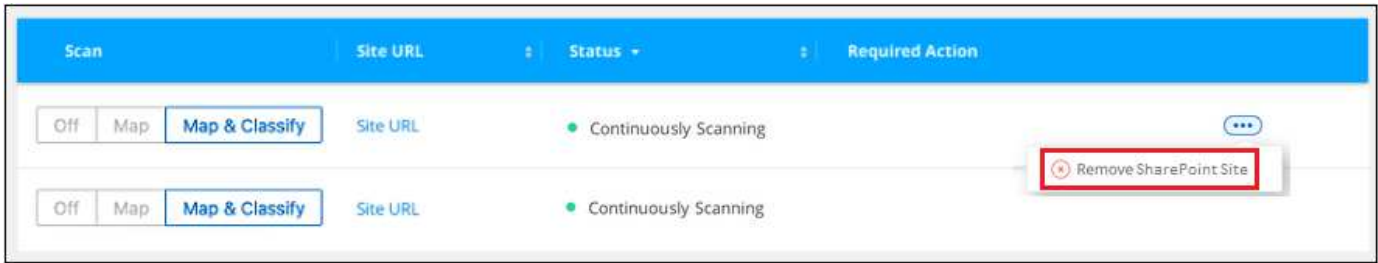 Scan Site URL Status Required Action
Off Map Map & Classify Site URL Continuously Scanning
Remove SharePoint Site
Off Map Map & Classify Site URL Continuously Scanning